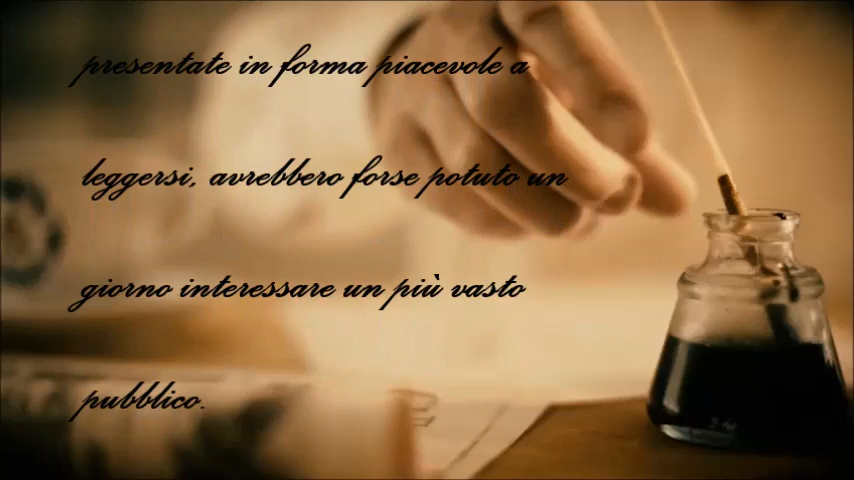 presentate in forma piacevole a
leggersi, avrebbero forse potuto un
giorno interessare un più vasto
pubblico.